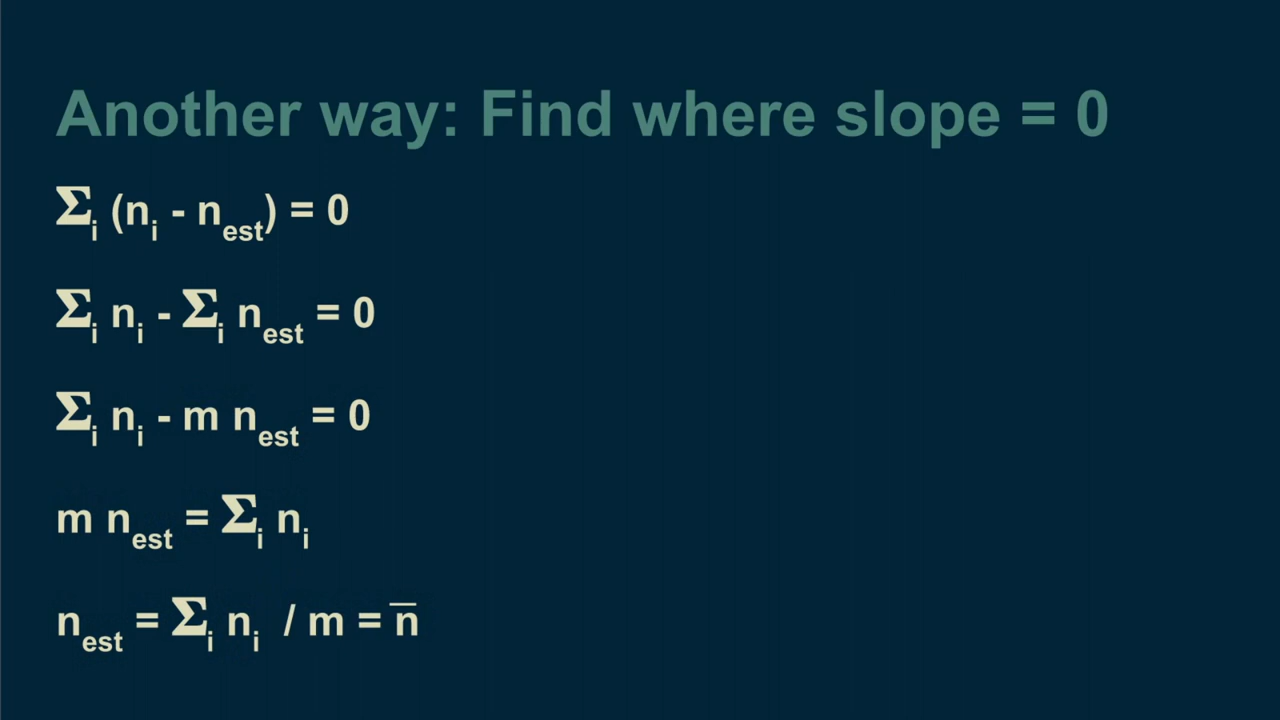 Another way: Find where slope = 0
Σi (ni - nest) = 0
Σi ni - Σi nest = 0
Σi ni - m nest = 0
m nest = Σi ni
nest = Σi ni / m = n̅